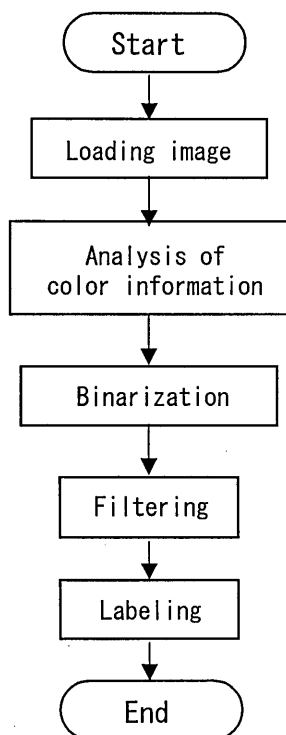 Start
Loading image
Analysis of
color information
Binarization
Filtering
Labeling
End